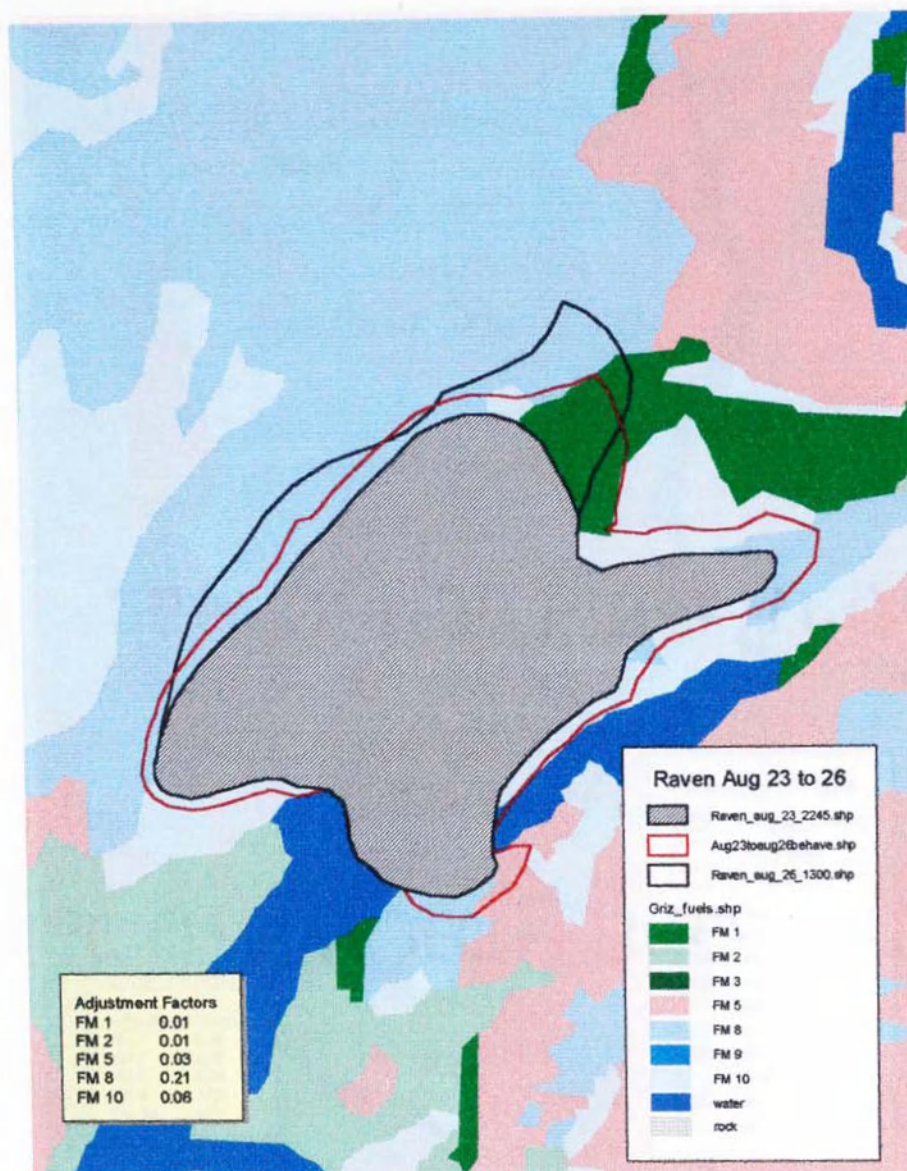 Raven Aug 23 to 26
Raven_aug_23_2245.shp
Aug23toaug26behave.shp
Raven_aug_26_1300.shp
Griz_fuels.shp
FM 1
FM 2
FM 3
FM 5
FM 8
FM 9
FM 10
water
rock
Adjustment Factors
FM 1 0.01
FM 2 0.01
FM 5 0.03
FM 8 0.21
FM 10 0.06